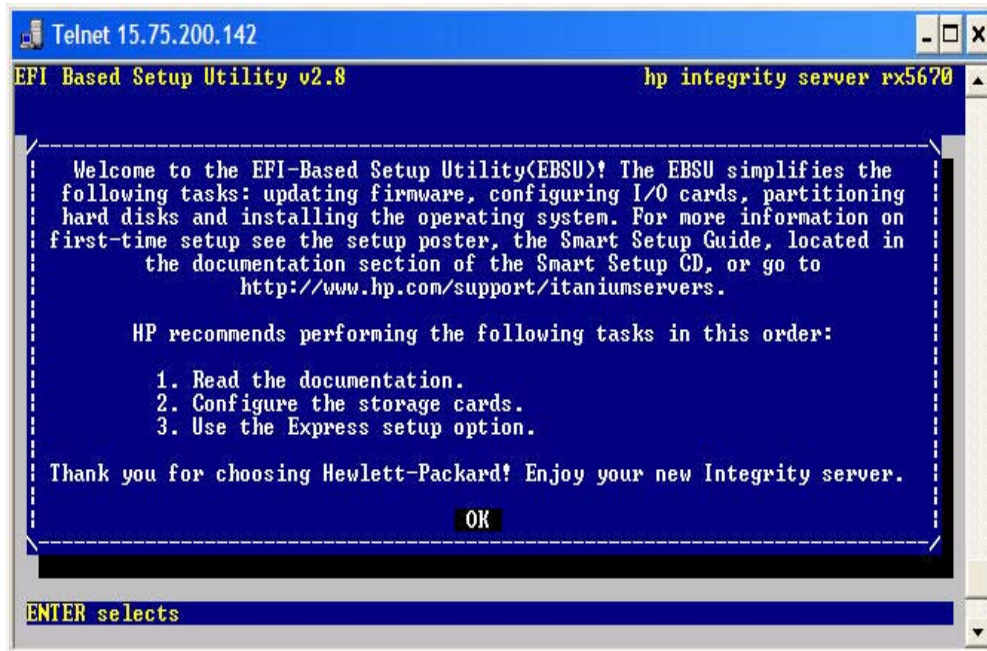 Telnet 15.75.200.142
EFI Based Setup Utility v2.8 hp integrity server rx5670
Welcome to the EFI-Based Setup Utility(EBSU)! The EBSU simplifies the
following tasks: updating firmware, configuring I/O cards, partitioning
hard disks and installing the operating system. For more information on
first-time setup see the setup poster, the Smart Setup Guide, located in
the documentation section of the Smart Setup CD, or go to
http://www.hp.com/support/itaniumservers.
HP recommends performing the following tasks in this order:
1. Read the documentation.
2. Configure the storage cards.
3. Use the Express setup option.
Thank you for choosing Hewlett-Packard! Enjoy your new Integrity server.
OK
ENTER selects